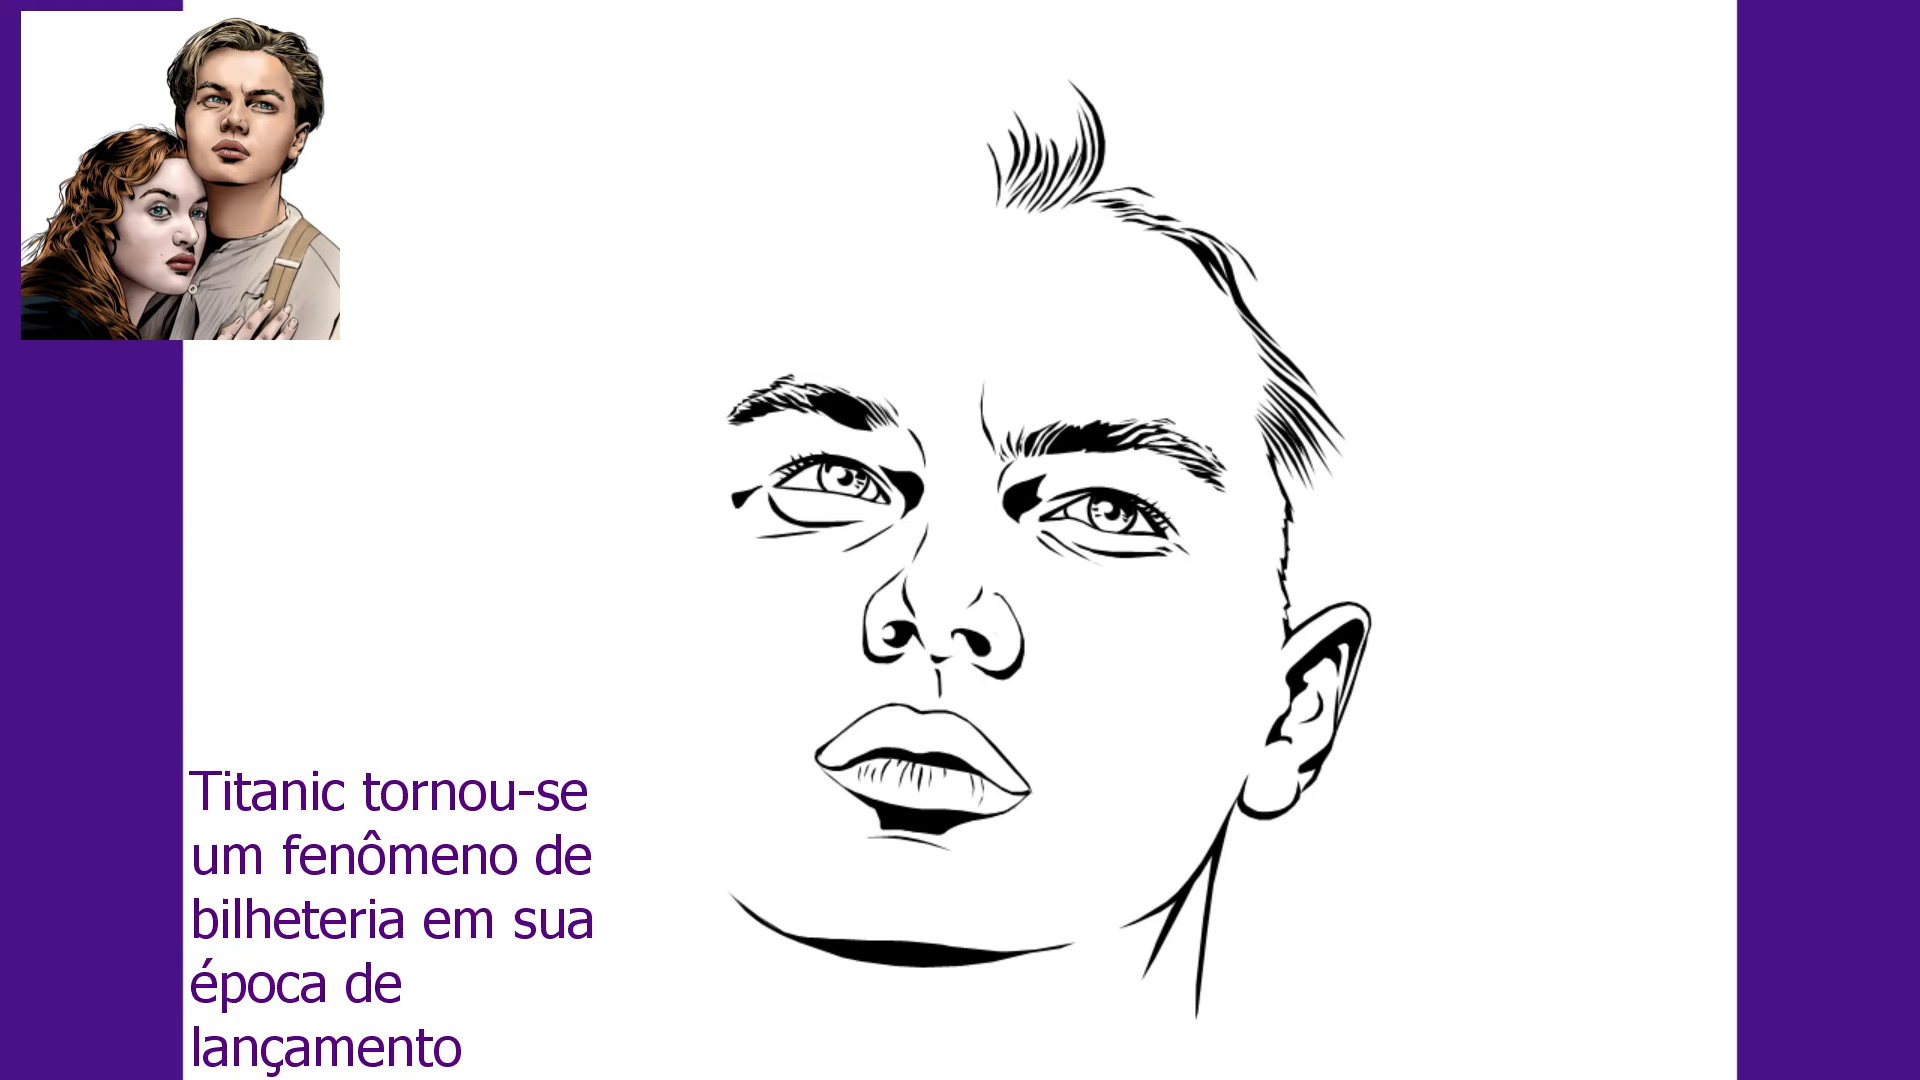 Titanic tornou-se
um fenômeno de
bilheteria em sua
época de
lançamento